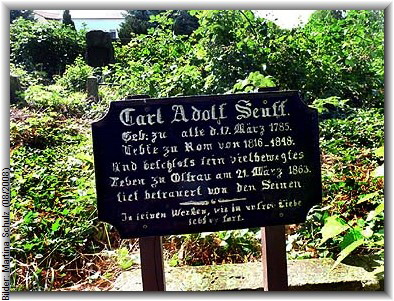 Carl Adolf Senff.
Geb: zu alle d. 17. März 1785.
Lebte zu Rom von 1816-1848.
Und beschloss sein vielbewegtes
Leben zu Ostrau am 21. März 1863.
tief betrauert von den Seinen
In seinen Werken, wie in unsrer Liebe
lebt er fort.
Bilder: Martina Schulz (08/2008)